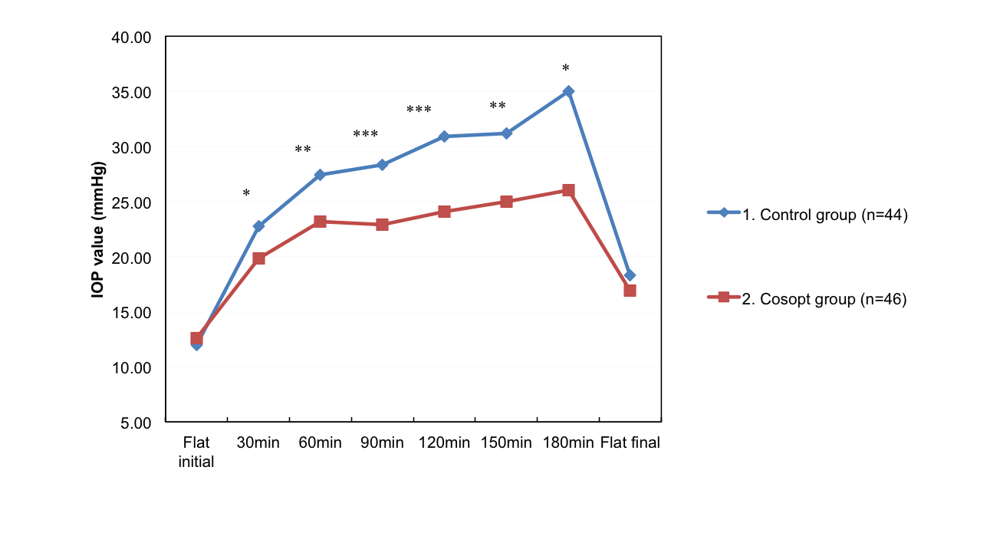 40.00
35.00
30.00
25.00
20.00
15.00
10.00
5.00
IOP value (mmHg)
*
**
***
***
**
*
Flat initial
30min
60min
90min
120min
150min
180min
Flat final
1. Control group (n=44)
2. Cosopt group (n=46)